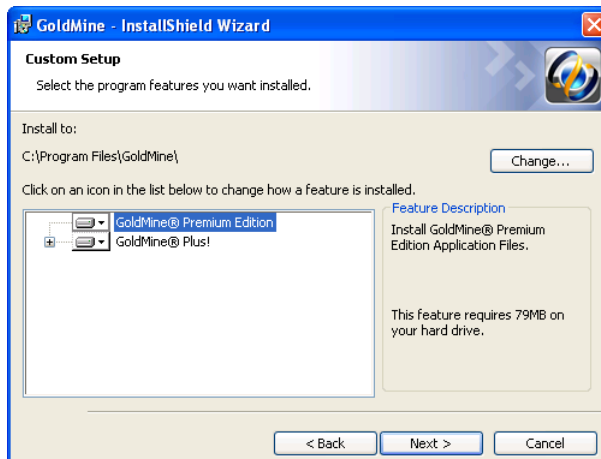 GoldMine - InstallShield Wizard
Custom Setup
Select the program features you want installed.
Install to:
C:\Program Files\GoldMine\
Change...
Click on an icon in the list below to change how a feature is installed.
GoldMine® Premium Edition
GoldMine® Plus!
Feature Description
Install GoldMine® Premium
Edition Application Files.
This feature requires 79MB on
your hard drive.
< Back
Next >
Cancel